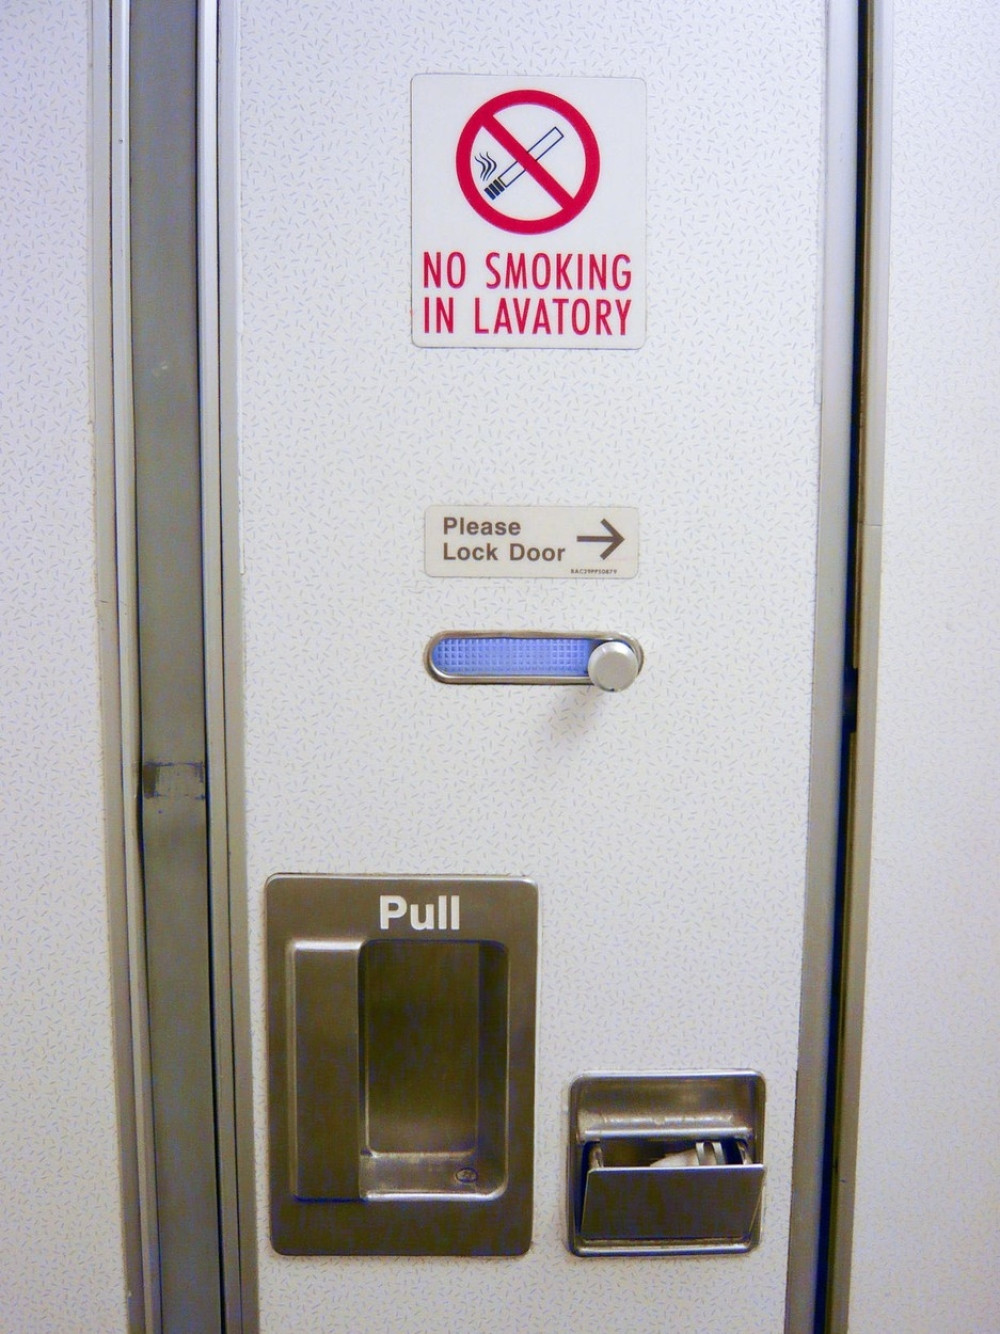 NO SMOKING
IN LAVATORY
Please
Lock Door
Pull